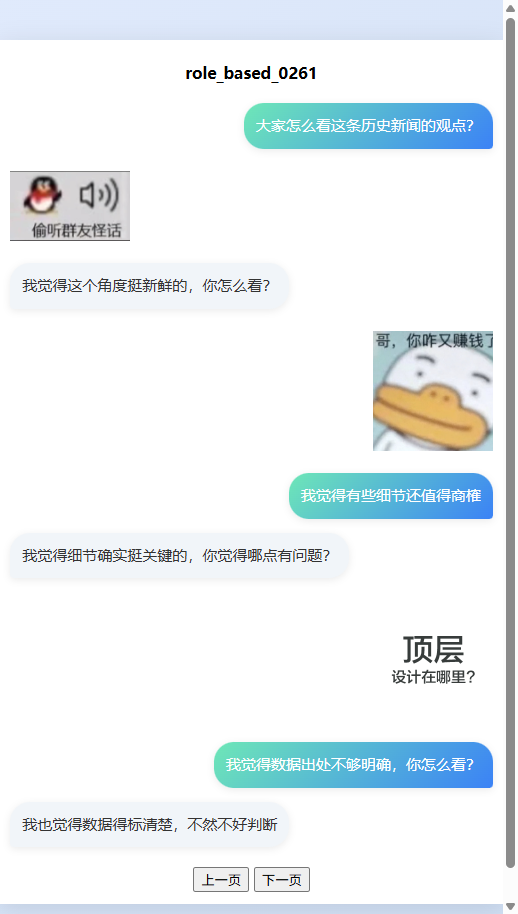 role_based_0261
大家怎么看这条历史新闻的观点？
偷听群友怪话
我觉得这个角度挺新鲜的，你怎么看？
哥，你咋又赚钱了
我觉得有些细节还值得商榷
我觉得细节确实挺关键的，你觉得哪点有问题？
顶层
设计在哪里?
我觉得数据出处不够明确，你怎么看？
我也觉得数据得标清楚，不然不好判断
上一页 下一页